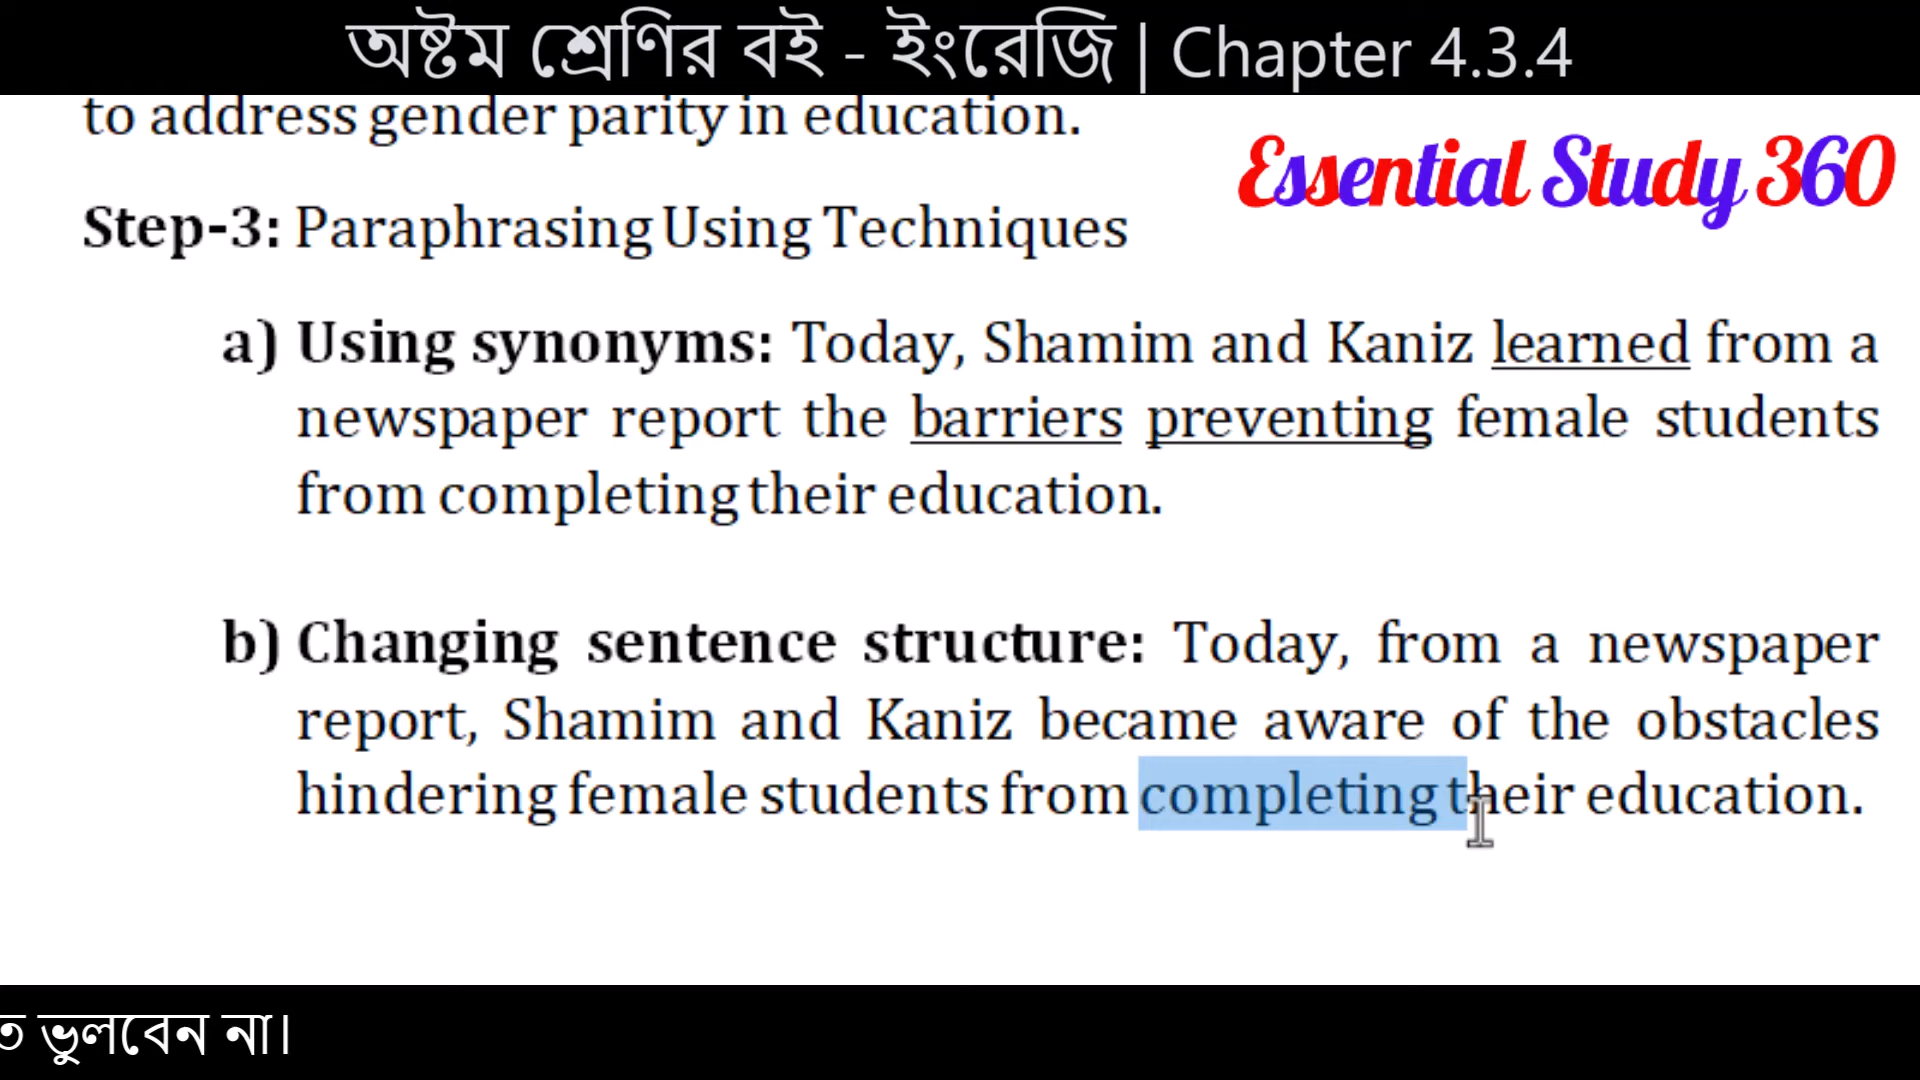 অষ্টম শ্রেণির বই - ইংরেজি | Chapter 4.3.4
to address gender parity in education.
Essential Study 360
Step-3: Paraphrasing Using Techniques
a) Using synonyms: Today, Shamim and Kaniz learned from a
newspaper report the barriers preventing female students
from completing their education.
b) Changing sentence structure: Today, from a newspaper
report, Shamim and Kaniz became aware of the obstacles
hindering female students from completing their education.
ভুলবেন না।